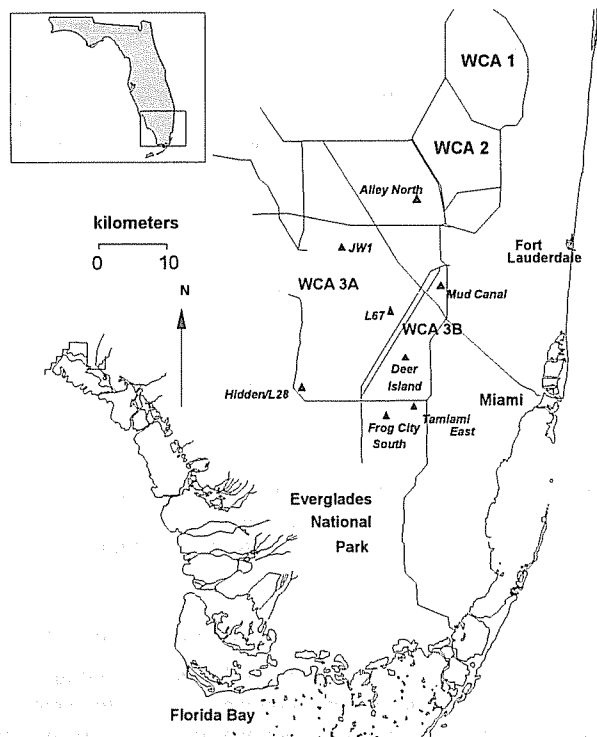 WCA 1
WCA 2
Alley North
kilometers
0 10
JW1
Fort
Lauderdale
N
WCA 3A
Mud Canal
L67
WCA 3B
Deer
Island
Hidden/L28
Miami
Tamiami
East
Frog City
South
Everglades
National
Park
Florida Bay